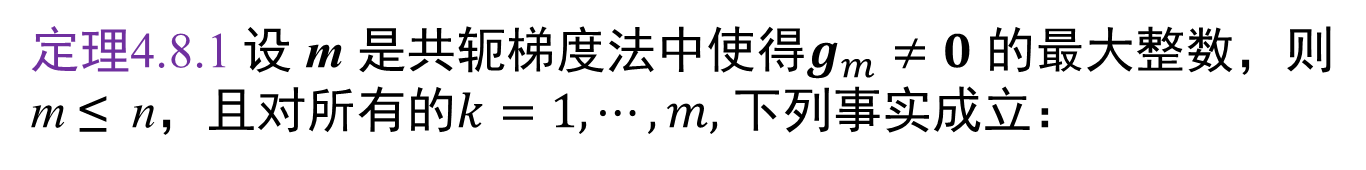 定理4.8.1 设 m 是共轭梯度法中使得gₘ ≠ 0 的最大整数，则
m ≤ n，且对所有的k = 1,⋯,m, 下列事实成立：